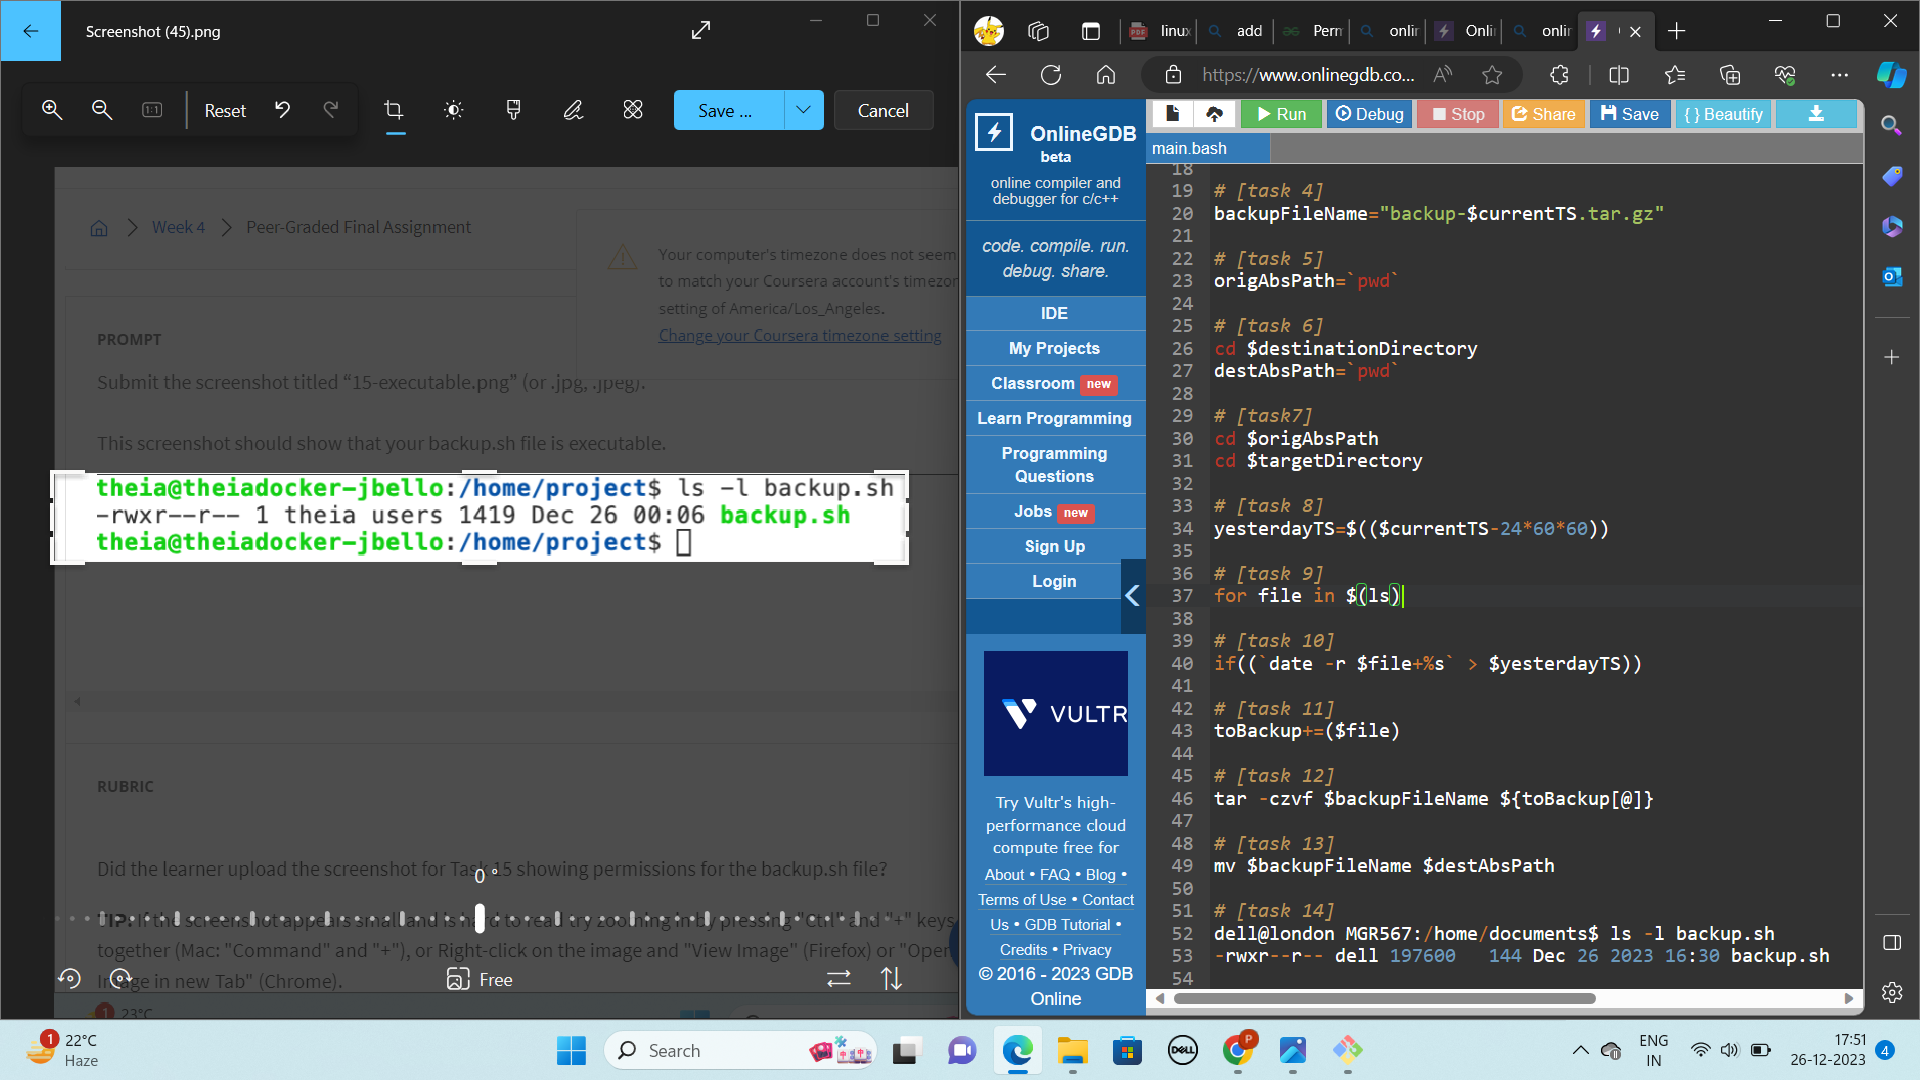 Screenshot (45).png
Reset
Save ...
Cancel
Week 4
Peer-Graded Final Assignment
Your computer's timezone does not seem
to match your Coursera account's timezon
setting of America/Los_Angeles.
Change your Coursera timezone setting
PROMPT
Submit the screenshot titled “15-executable.png” (or .jpg, .jpeg).
This screenshot should show that your backup.sh file is executable.
theia@theiadocker-jbello:/home/project$ ls -l backup.sh
-rwxr--r-- 1 theia users 1419 Dec 26 00:06 backup.sh
theia@theiadocker-jbello:/home/project$
RUBRIC
Did the learner upload the screenshot for Task 15 showing permissions for the backup.sh file?
0 °
TIP: If the screenshot appears small and is hard to read try zooming in by pressing "Ctrl" and "+" keys
together (Mac: "Command" and "+"), or Right-click on the image and "View Image" (Firefox) or "Open
Image in new Tab" (Chrome).
Free
1
23°C
linux
add
Perm
onlin
Onli
onlin
https://www.onlinegdb.co...
OnlineGDB
beta
online compiler and
debugger for c/c++
code. compile. run.
debug. share.
IDE
My Projects
Classroom new
Learn Programming
Programming
Questions
Jobs new
Sign Up
Login
VULTR
Try Vultr's high-
performance cloud
compute free for
About • FAQ • Blog •
Terms of Use • Contact
Us • GDB Tutorial •
Credits • Privacy
© 2016 - 2023 GDB
Online
Run
Debug
Stop
Share
Save
{ } Beautify
main.bash
18
19 # [task 4]
20 backupFileName="backup-$currentTS.tar.gz"
21
22 # [task 5]
23 origAbsPath=`pwd`
24
25 # [task 6]
26 cd $destinationDirectory
27 destAbsPath=`pwd`
28
29 # [task7]
30 cd $origAbsPath
31 cd $targetDirectory
32
33 # [task 8]
34 yesterdayTS=$(($currentTS-24*60*60))
35
36 # [task 9]
37 for file in $(ls)
38
39 # [task 10]
40 if((`date -r $file+%s` > $yesterdayTS))
41
42 # [task 11]
43 toBackup+=($file)
44
45 # [task 12]
46 tar -czvf $backupFileName ${toBackup[@]}
47
48 # [task 13]
49 mv $backupFileName $destAbsPath
50
51 # [task 14]
52 dell@london MGR567:/home/documents$ ls -l backup.sh
53 -rwxr--r-- dell 197600   144 Dec 26 2023 16:30 backup.sh
54
1
22°C
Haze
Search
DELL
P
ENG
IN
17:51
26-12-2023
4